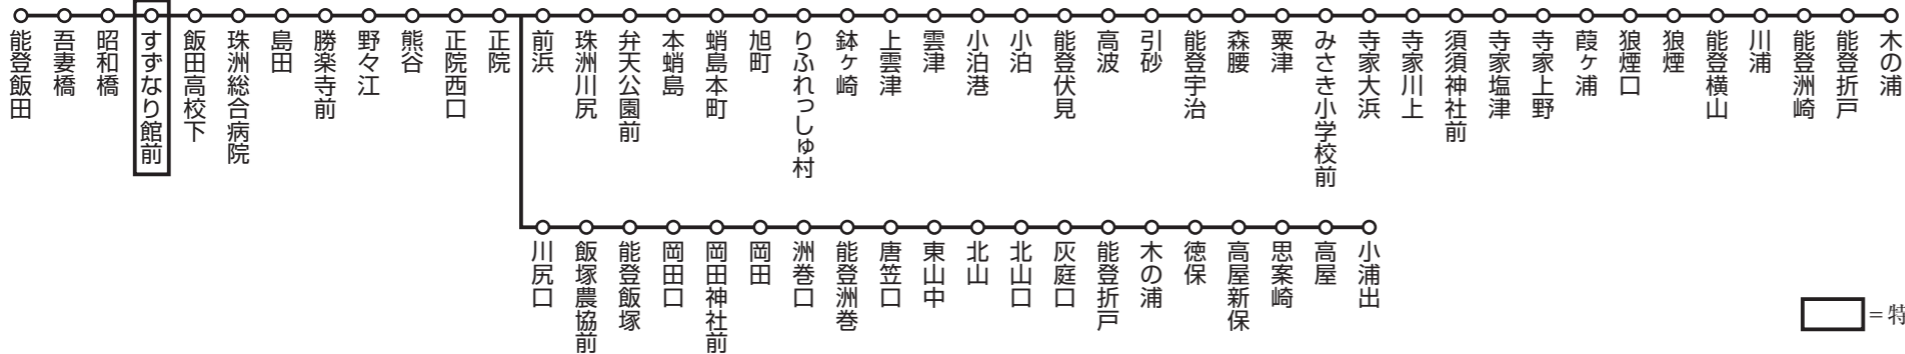 能登飯田
吾妻橋
昭和橋
すずなり館前
飯田高校下
珠洲総合病院
島田
勝楽寺前
野々江
熊谷
正院西口
正院
前浜
珠洲川尻
弁天公園前
本蛸島
蛸島本町
旭町
りふれっしゅ村
鉢ヶ崎
上雲津
雲津
小泊港
小泊
能登伏見
高波
引砂
能登宇治
森腰
粟津
みさき小学校前
寺家大浜
寺家川上
須須神社前
寺家塩津
寺家上野
葭ヶ浦
狼煙口
狼煙
能登横山
川浦
能登洲崎
能登折戸
木の浦
川尻口
飯塚農協前
能登飯塚
岡田口
岡田神社前
岡田
洲巻口
能登洲巻
唐笠口
東山中
北山
北山口
灰庭口
能登折戸
木の浦
徳保
高屋新保
思案崎
高屋
小浦出
=特